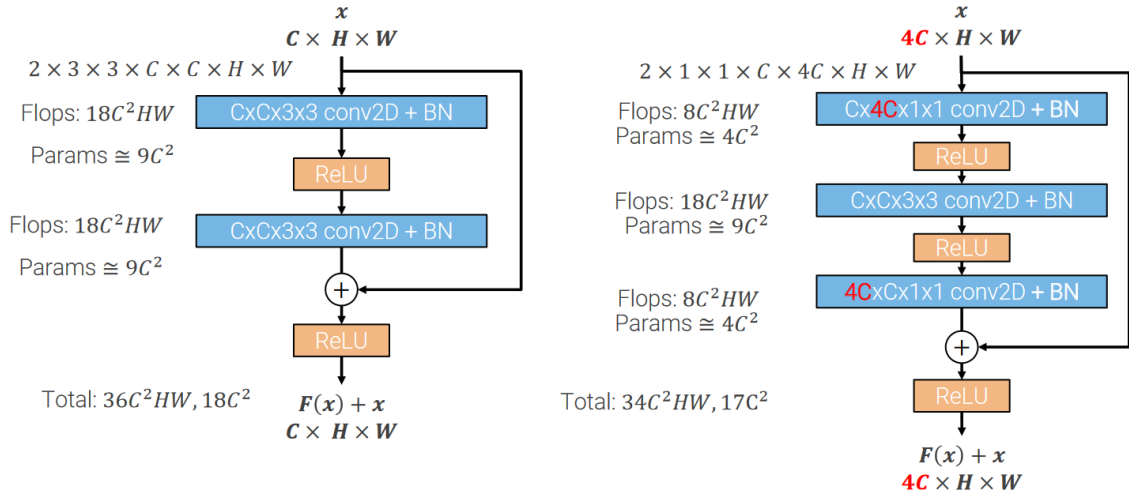 x
C × H × W
2 × 3 × 3 × C × C × H × W
Flops: 18C²HW
CxCx3x3 conv2D + BN
Params ≅ 9C²
ReLU
Flops: 18C²HW
CxCx3x3 conv2D + BN
Params ≅ 9C²
+
ReLU
Total: 36C²HW, 18C²
F(x) + x
C × H × W
x
4C × H × W
2 × 1 × 1 × C × 4C × H × W
Flops: 8C²HW
Cx4Cx1x1 conv2D + BN
Params ≅ 4C²
ReLU
Flops: 18C²HW
CxCx3x3 conv2D + BN
Params ≅ 9C²
ReLU
Flops: 8C²HW
4CxCx1x1 conv2D + BN
Params ≅ 4C²
+
ReLU
Total: 34C²HW, 17C²
F(x) + x
4C × H × W